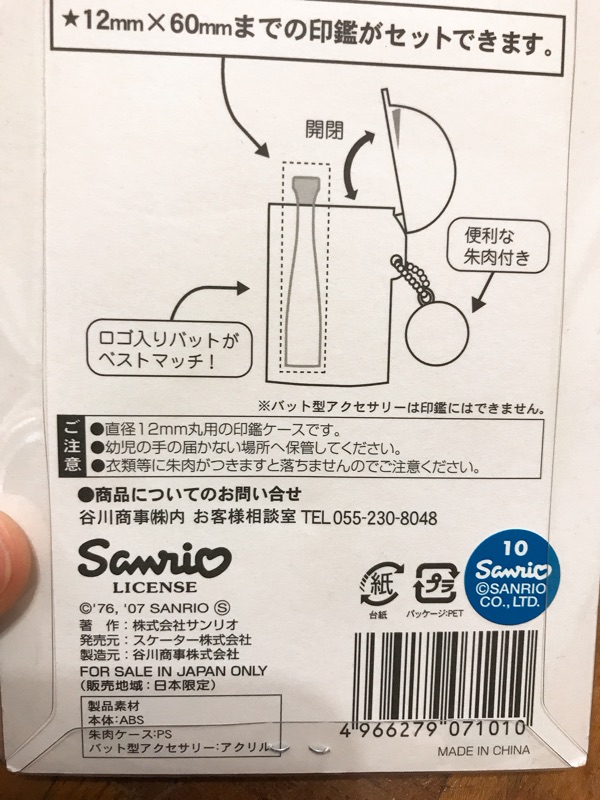 ★12mm×60mmまでの印鑑がセットできます。
開閉
便利な
朱肉付き
ロゴ入りバットが
ベストマッチ！
※バット型アクセサリーは印鑑にはできません。
ご注意
●直径12mm丸用の印鑑ケースです。
●幼児の手の届かない場所へ保管してください。
●衣類等に朱肉がつきますと落ちませんのでご注意ください。
●商品についてのお問い合せ
谷川商事㈱内 お客様相談室 TEL 055-230-8048
Sanrio
LICENSE
©'76, '07 SANRIO Ⓢ
著　作：株式会社サンリオ
発売元：スケーター株式会社
製造元：谷川商事株式会社
FOR SALE IN JAPAN ONLY
（販売地域：日本限定）
製品素材
本体：ABS
朱肉ケース：PS
バット型アクセサリー：アクリル
紙
台紙
プラ
パッケージ：PET
10
Sanrio
©SANRIO
CO., LTD.
4 966279 071010
MADE IN CHINA